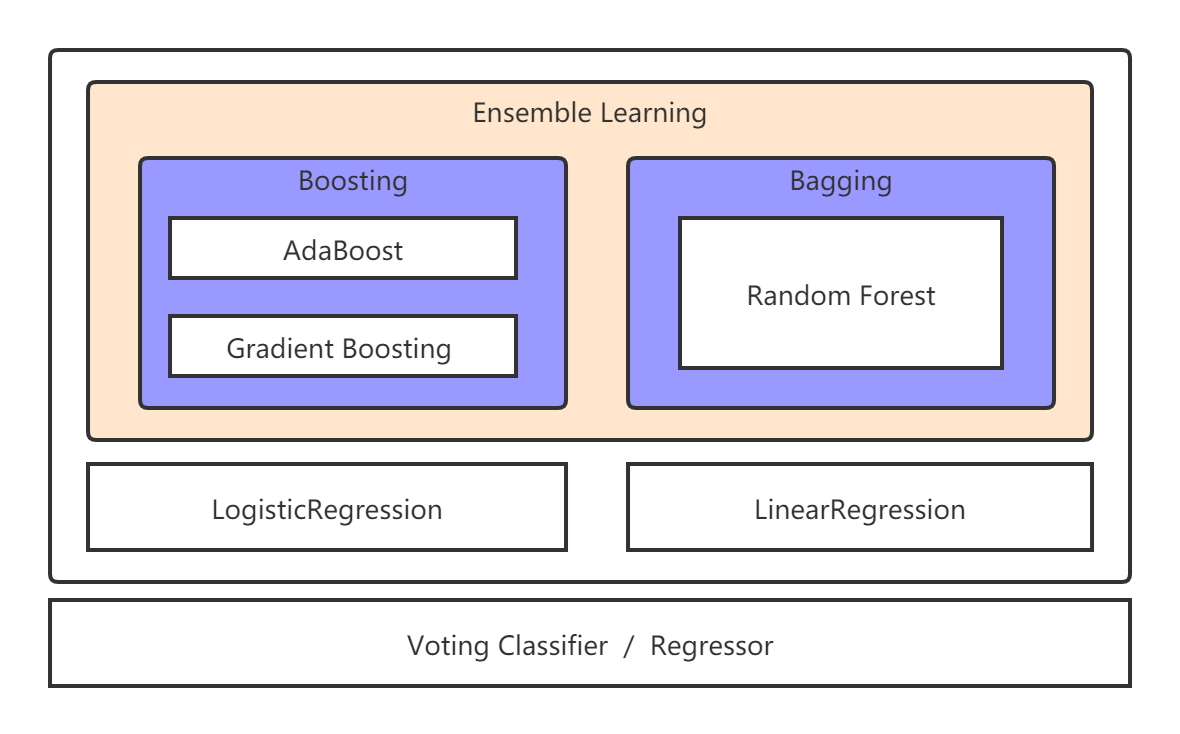 Ensemble Learning
Boosting
Bagging
AdaBoost
Random Forest
Gradient Boosting
LogisticRegression
LinearRegression
Voting Classifier / Regressor